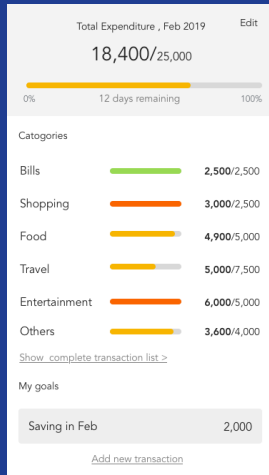 Total Expenditure , Feb 2019 Edit
18,400/25,000
0% 12 days remaining 100%
Catogories
Bills 2,500/2,500
Shopping 3,000/2,500
Food 4,900/5,000
Travel 5,000/7,500
Entertainment 6,000/5,000
Others 3,600/4,000
Show complete transaction list >
My goals
Saving in Feb 2,000
Add new transaction